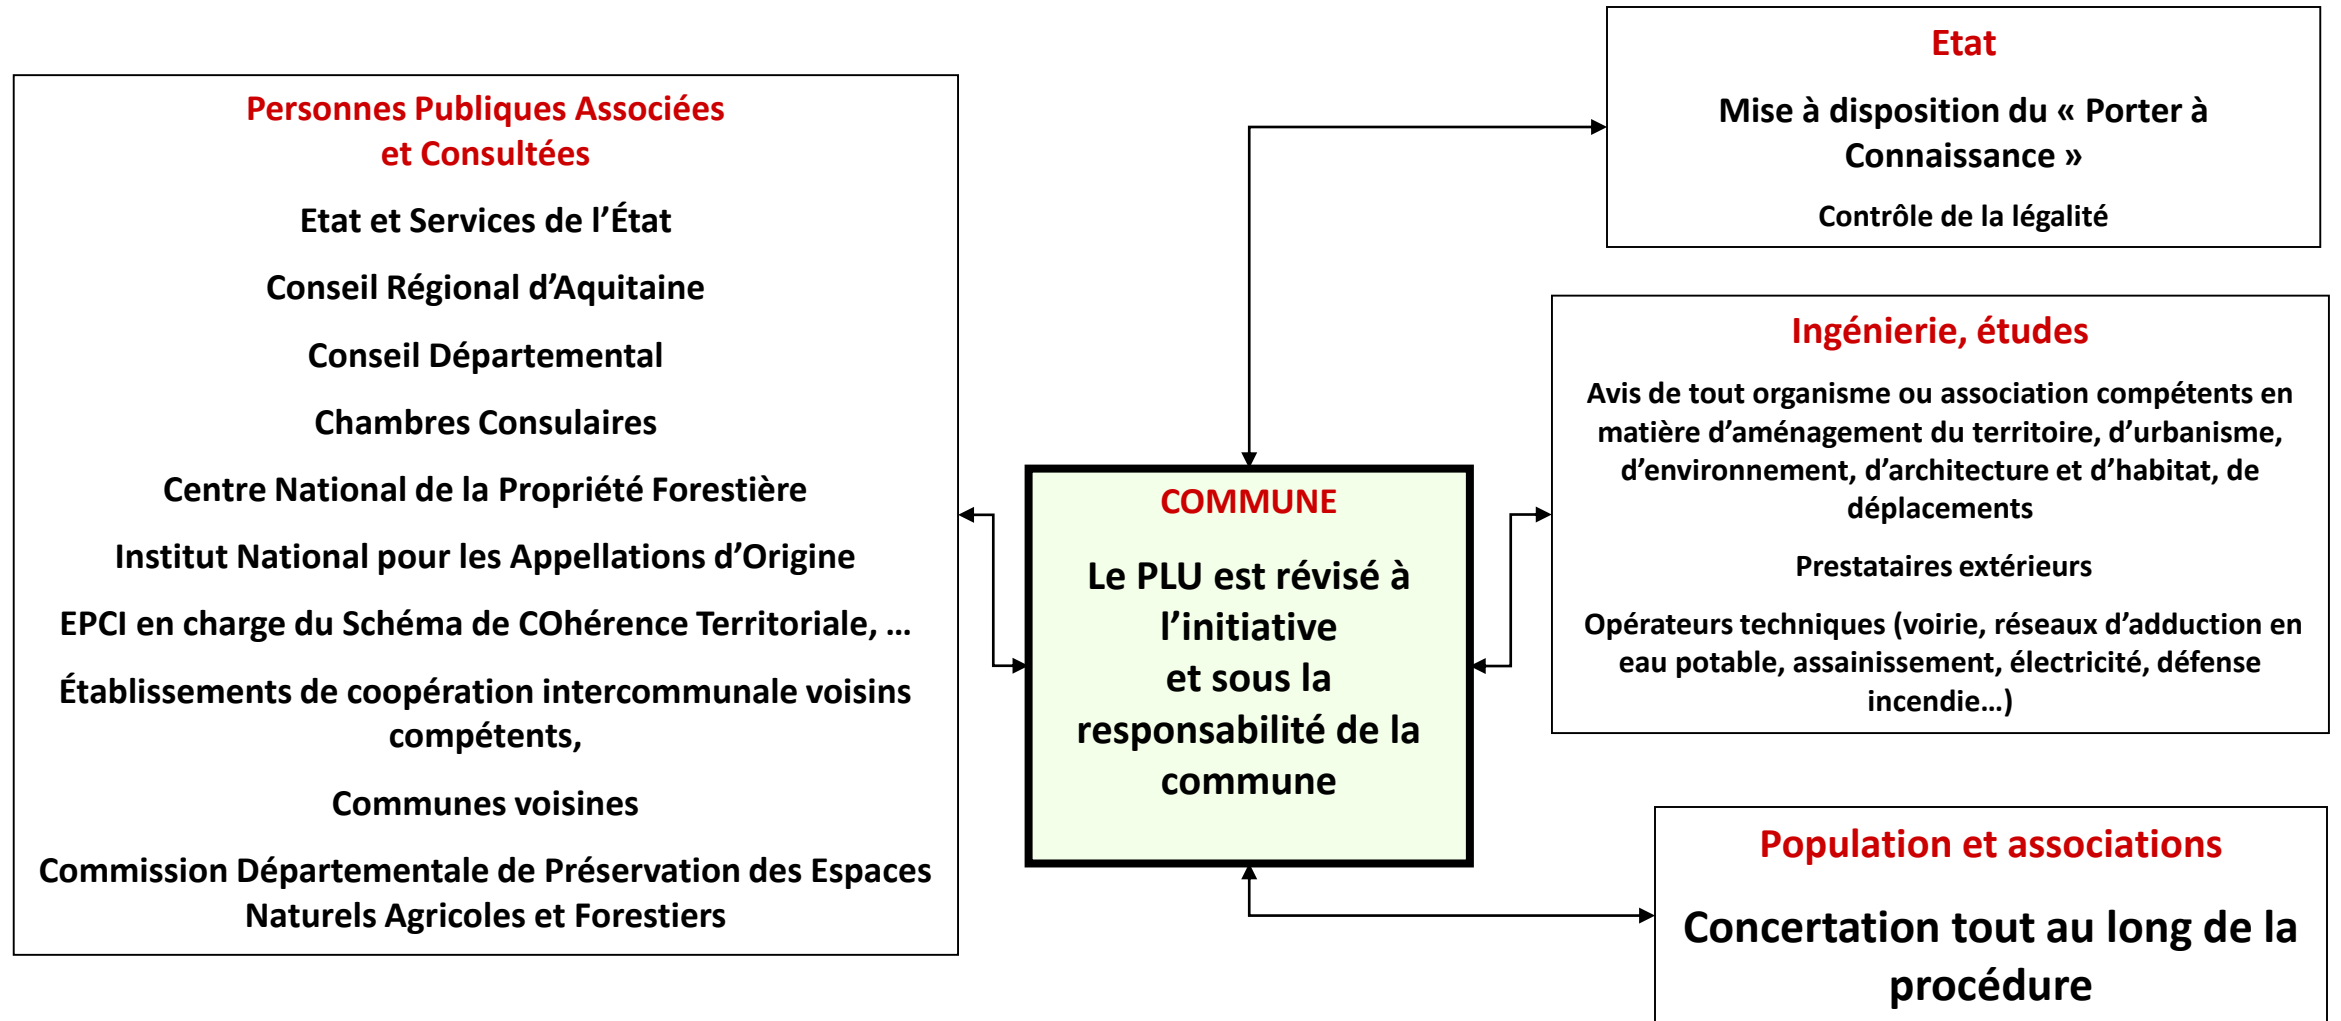 Personnes Publiques Associées
et Consultées
Etat et Services de l’État
Conseil Régional d’Aquitaine
Conseil Départemental
Chambres Consulaires
Centre National de la Propriété Forestière
Institut National pour les Appellations d’Origine
EPCI en charge du Schéma de COhérence Territoriale, …
Établissements de coopération intercommunale voisins
compétents,
Communes voisines
Commission Départementale de Préservation des Espaces
Naturels Agricoles et Forestiers
COMMUNE
Le PLU est révisé à
l’initiative
et sous la
responsabilité de la
commune
Etat
Mise à disposition du « Porter à
Connaissance »
Contrôle de la légalité
Ingénierie, études
Avis de tout organisme ou association compétents en
matière d’aménagement du territoire, d’urbanisme,
d’environnement, d’architecture et d’habitat, de
déplacements
Prestataires extérieurs
Opérateurs techniques (voirie, réseaux d’adduction en
eau potable, assainissement, électricité, défense
incendie…)
Population et associations
Concertation tout au long de la
procédure